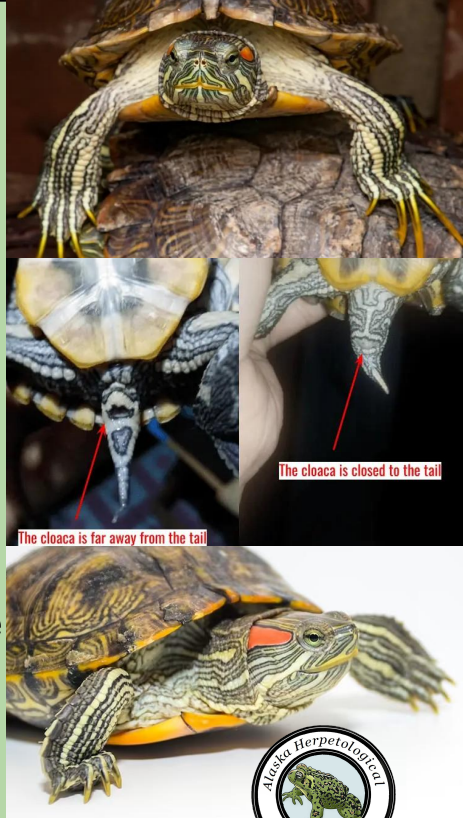 The cloaca is closed to the tail
The cloaca is far away from the tail
Alaska Herpetological